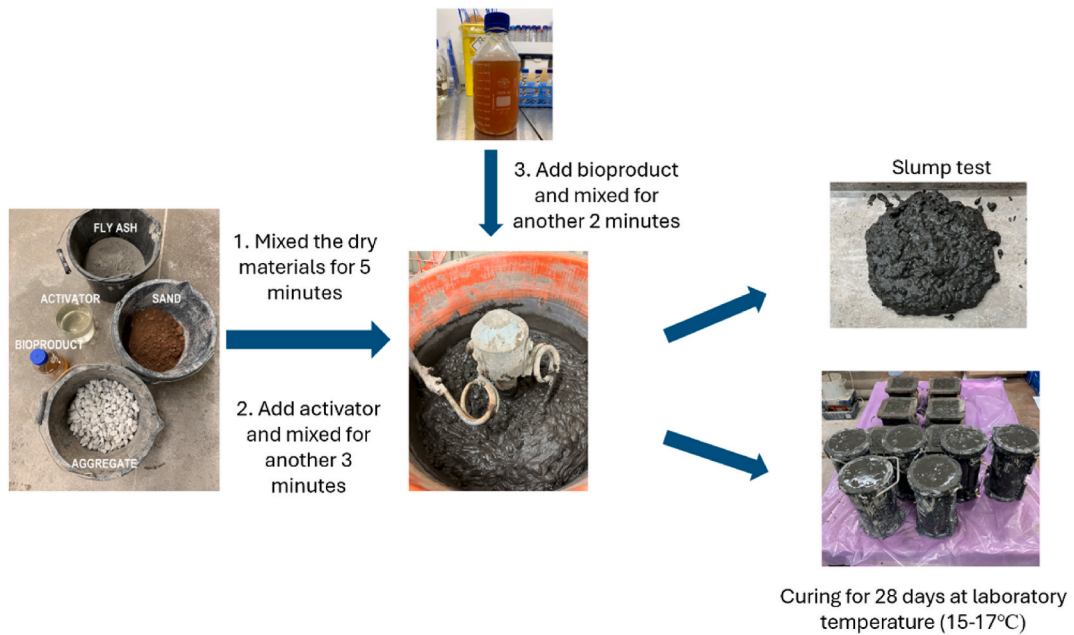 3. Add bioproduct
and mixed for
another 2 minutes
Slump test
FLY ASH
ACTIVATOR
SAND
BIOPRODUCT
AGGREGATE
1. Mixed the dry
materials for 5
minutes
2. Add activator
and mixed for
another 3
minutes
Curing for 28 days at laboratory
temperature (15-17℃)